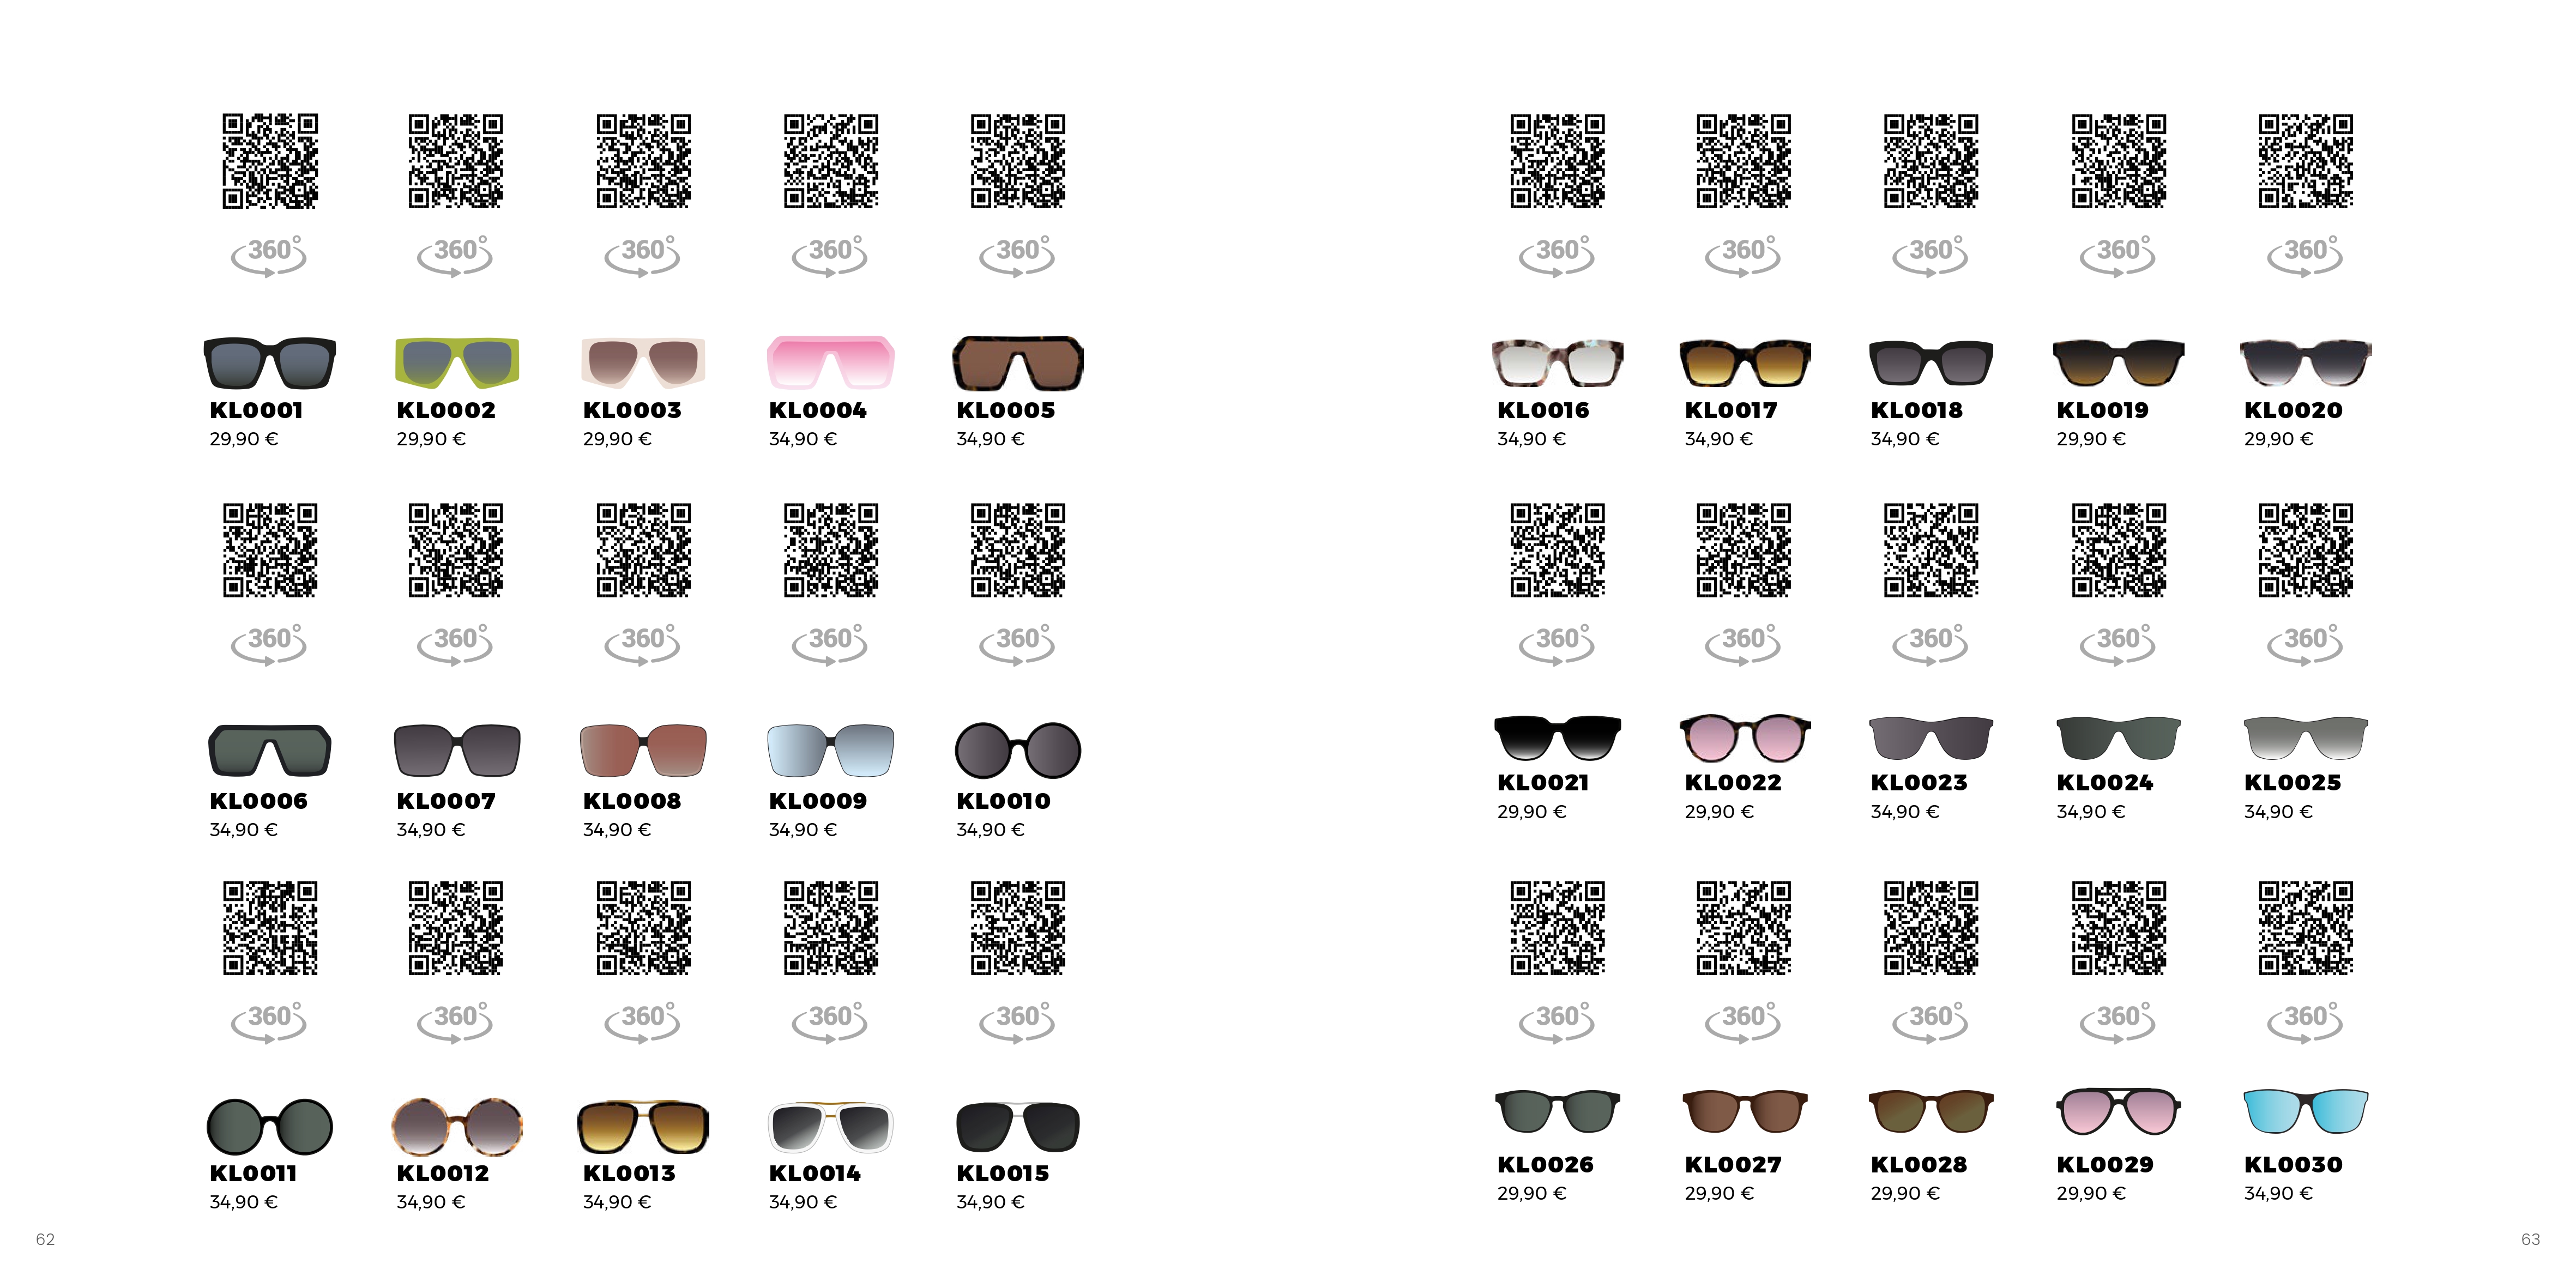 360°
360°
360°
360°
360°
KL0001
29,90 €
KL0002
29,90 €
KL0003
29,90 €
KL0004
34,90 €
KL0005
34,90 €
360°
360°
360°
360°
360°
KL0006
34,90 €
KL0007
34,90 €
KL0008
34,90 €
KL0009
34,90 €
KL0010
34,90 €
360°
360°
360°
360°
360°
KL0011
34,90 €
KL0012
34,90 €
KL0013
34,90 €
KL0014
34,90 €
KL0015
34,90 €
62
360°
360°
360°
360°
360°
KL0016
34,90 €
KL0017
34,90 €
KL0018
34,90 €
KL0019
29,90 €
KL0020
29,90 €
360°
360°
360°
360°
360°
KL0021
29,90 €
KL0022
29,90 €
KL0023
34,90 €
KL0024
34,90 €
KL0025
34,90 €
360°
360°
360°
360°
360°
KL0026
29,90 €
KL0027
29,90 €
KL0028
29,90 €
KL0029
29,90 €
KL0030
34,90 €
63